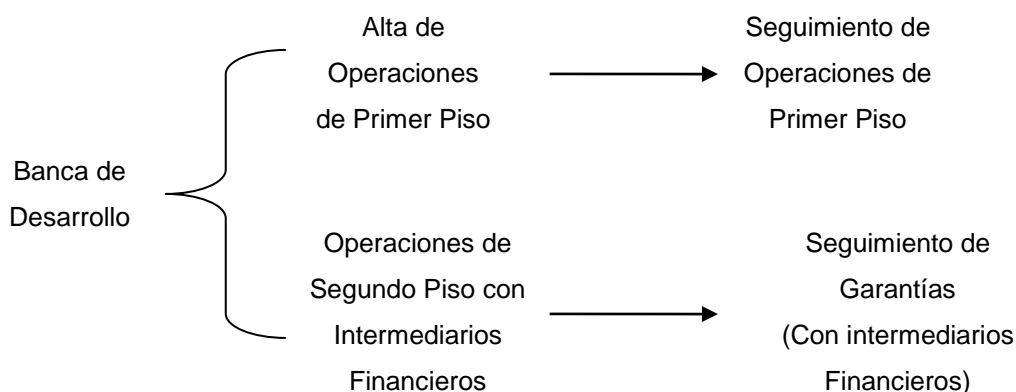 Alta de
Operaciones
de Primer Piso
Seguimiento de
Operaciones de
Primer Piso
Banca de
Desarrollo
Operaciones de
Segundo Piso con
Intermediarios
Financieros
Seguimiento de
Garantías
(Con intermediarios
Financieros)